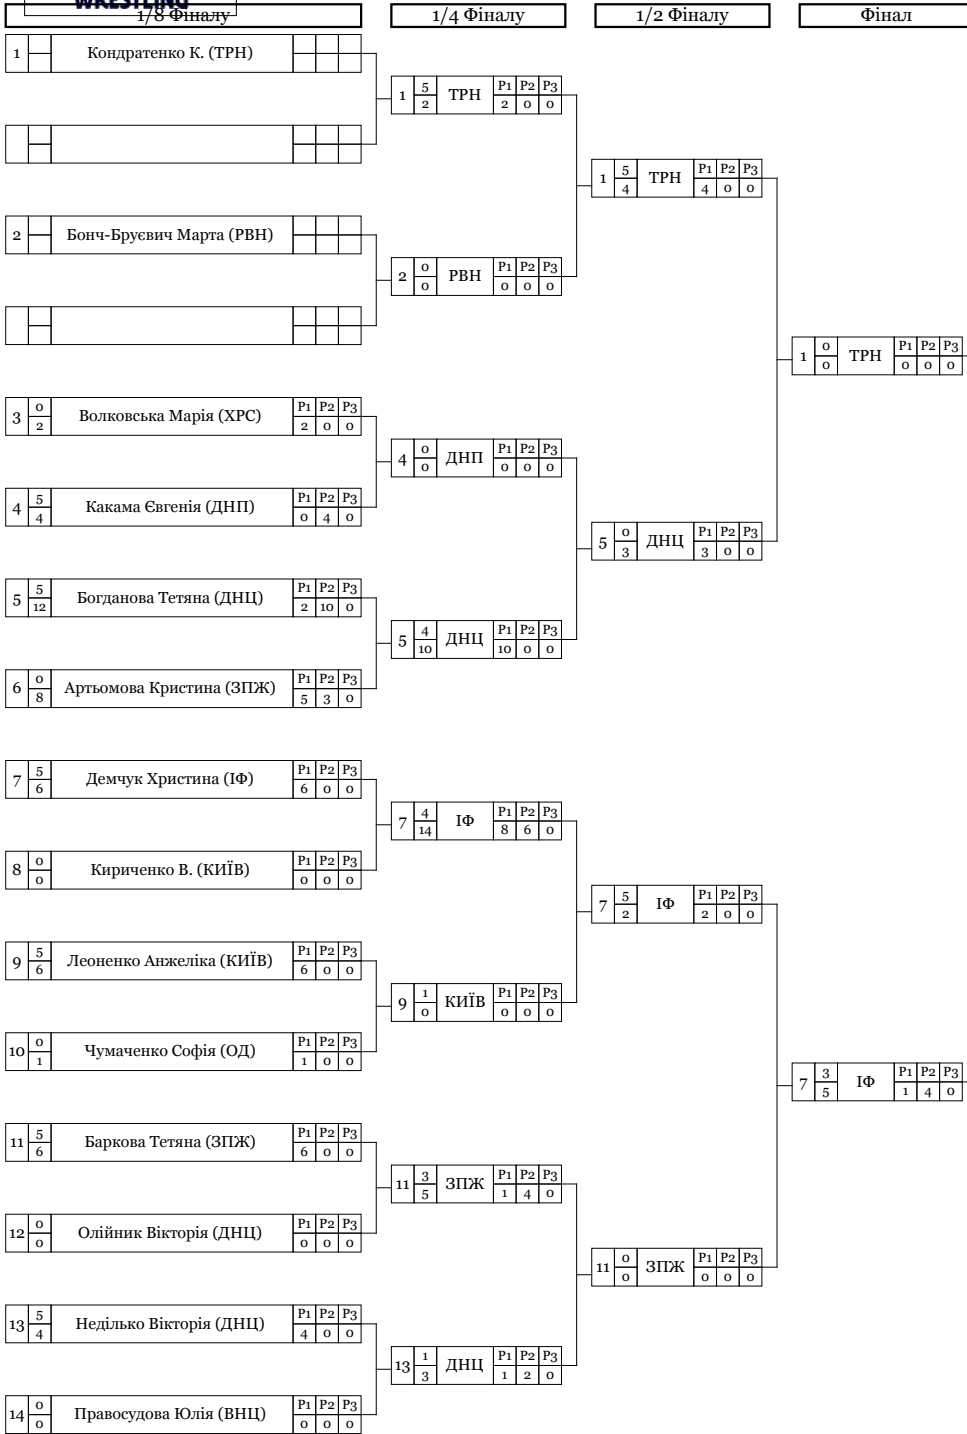 WRESTLING
1/8 Фіналу 1/4 Фіналу 1/2 Фіналу Фінал
1 Кондратенко К. (ТРН)
1 5 2 ТРН P1 P2 P3 2 0 0
1 5 4 ТРН P1 P2 P3 4 0 0
2 Бонч-Бруєвич Марта (РВН)
2 0 0 РВН P1 P2 P3 0 0 0
1 0 0 ТРН P1 P2 P3 0 0 0
3 0 2 Волковська Марія (ХРС) P1 P2 P3 2 0 0
4 0 0 ДНП P1 P2 P3 0 0 0
4 5 4 Какама Євгенія (ДНП) P1 P2 P3 0 4 0
5 0 3 ДНЦ P1 P2 P3 3 0 0
5 5 12 Богданова Тетяна (ДНЦ) P1 P2 P3 2 10 0
5 4 10 ДНЦ P1 P2 P3 10 0 0
6 0 8 Артьомова Кристина (ЗПЖ) P1 P2 P3 5 3 0
7 5 6 Демчук Христина (ІФ) P1 P2 P3 6 0 0
7 4 14 ІФ P1 P2 P3 8 6 0
8 0 0 Кириченко В. (КИЇВ) P1 P2 P3 0 0 0
7 5 2 ІФ P1 P2 P3 2 0 0
9 5 6 Леоненко Анжеліка (КИЇВ) P1 P2 P3 6 0 0
9 1 0 КИЇВ P1 P2 P3 0 0 0
10 0 1 Чумаченко Софія (ОД) P1 P2 P3 1 0 0
7 3 5 ІФ P1 P2 P3 1 4 0
11 5 6 Баркова Тетяна (ЗПЖ) P1 P2 P3 6 0 0
11 3 5 ЗПЖ P1 P2 P3 1 4 0
12 0 0 Олійник Вікторія (ДНЦ) P1 P2 P3 0 0 0
11 0 0 ЗПЖ P1 P2 P3 0 0 0
13 5 4 Неділько Вікторія (ДНЦ) P1 P2 P3 4 0 0
13 1 3 ДНЦ P1 P2 P3 1 2 0
14 0 0 Правосудова Юлія (ВНЦ) P1 P2 P3 0 0 0